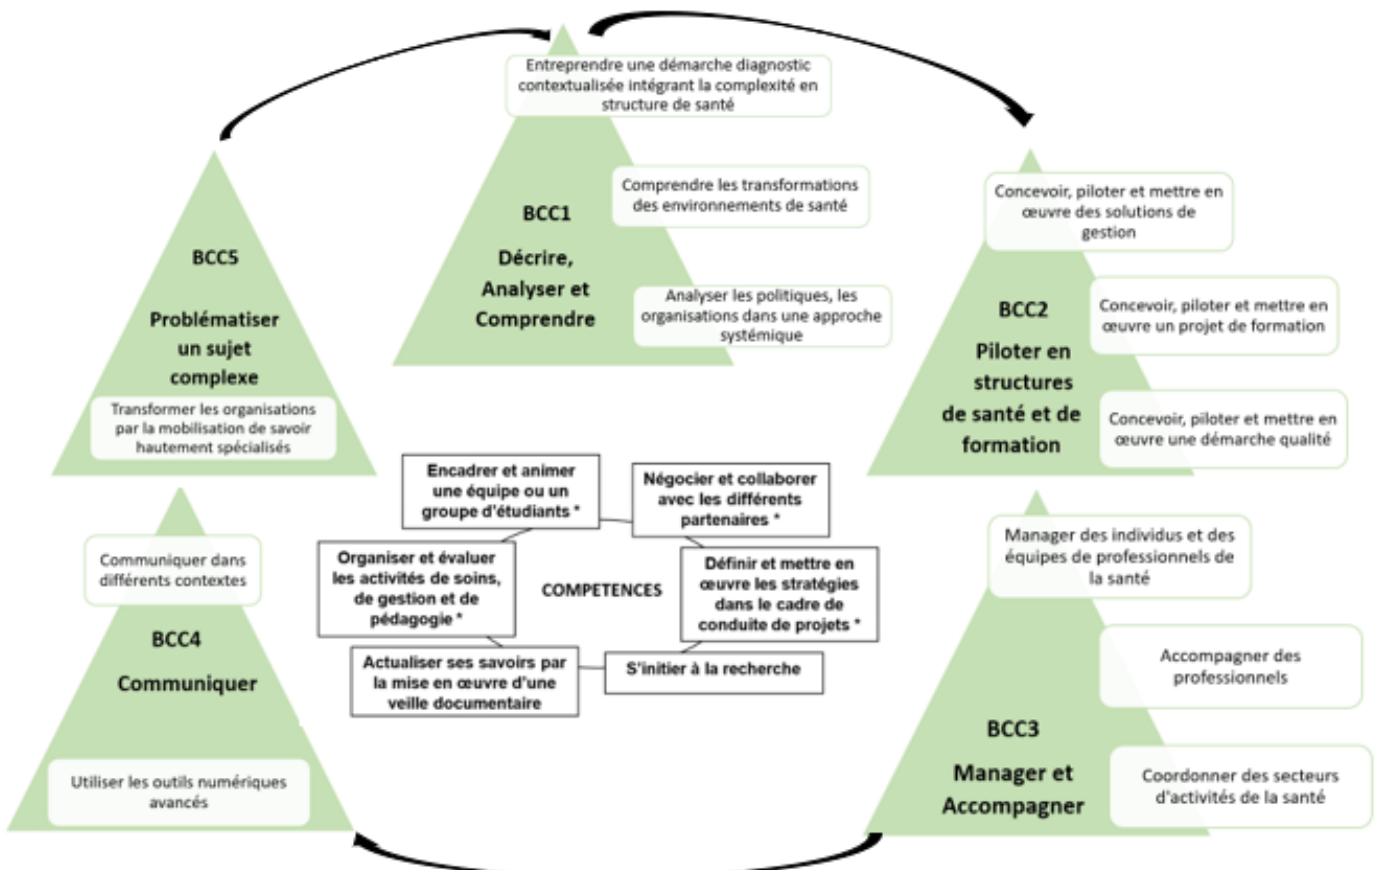 Entreprendre une démarche diagnostic
contextualisée intégrant la complexité en
structure de santé
Comprendre les transformations
des environnements de santé
BCC1
Décrire,
Analyser et
Comprendre
Analyser les politiques, les
organisations dans une approche
systémique
Concevoir, piloter et mettre en
œuvre des solutions de
gestion
Concevoir, piloter et mettre en
œuvre un projet de formation
BCC2
Piloter en
structures
de santé et de
formation
Concevoir, piloter et mettre en
œuvre une démarche qualité
Manager des individus et des
équipes de professionnels de
la santé
Accompagner des
professionnels
BCC3
Manager et
Accompagner
Coordonner des secteurs
d'activités de la santé
Communiquer dans
différents contextes
BCC4
Communiquer
Utiliser les outils numériques
avancés
BCC5
Problématiser
un sujet
complexe
Transformer les organisations
par la mobilisation de savoir
hautement spécialisés
COMPETENCES
Encadrer et animer
une équipe ou un
groupe d'étudiants *
Négocier et collaborer
avec les différents
partenaires *
Définir et mettre en
œuvre les stratégies
dans le cadre de
conduite de projets *
S'initier à la recherche
Actualiser ses savoirs par
la mise en œuvre d'une
veille documentaire
Organiser et évaluer
les activités de soins,
de gestion et de
pédagogie *